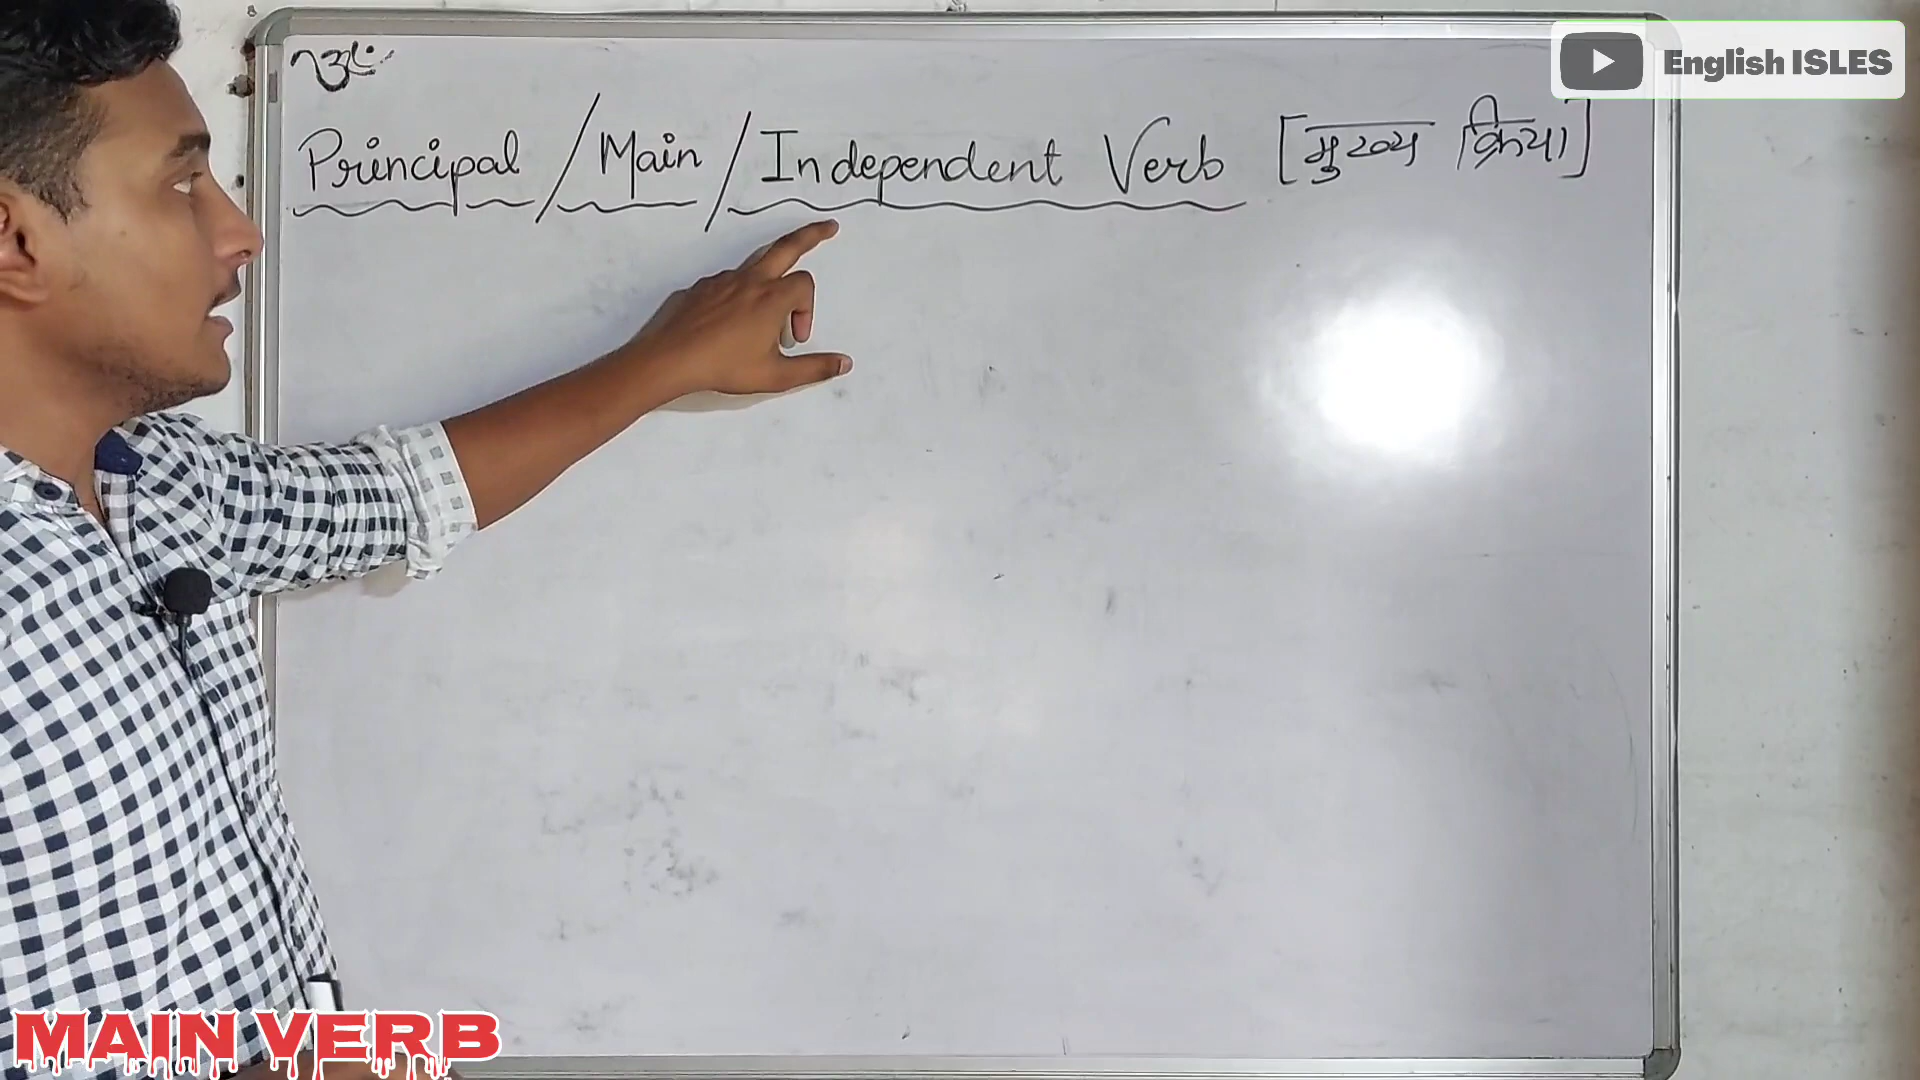 English ISLES
Principal / Main / Independent Verb [मुख्य क्रिया]
MAIN VERB